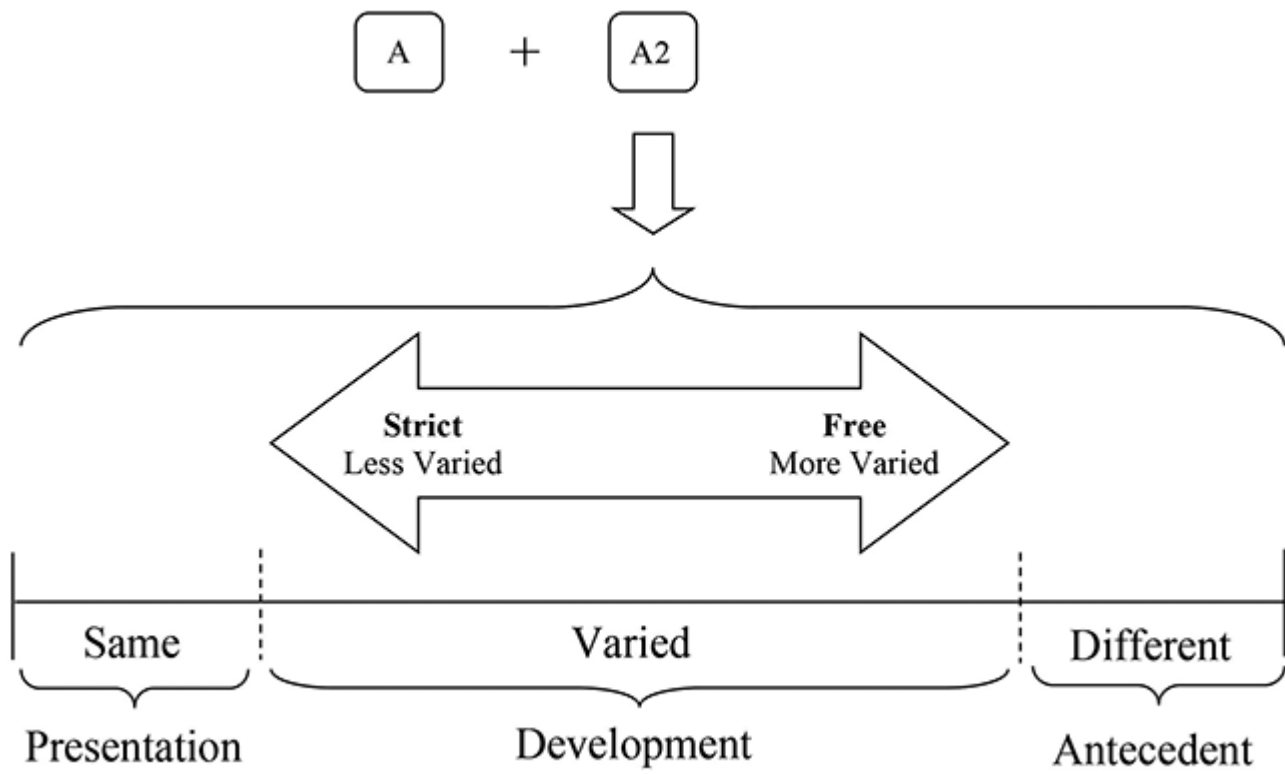 A + A2
Strict Free
Less Varied More Varied
Same Varied Different
Presentation Development Antecedent